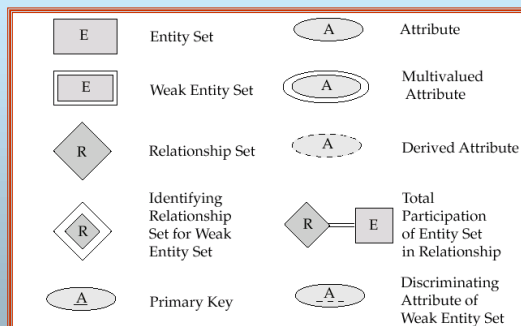 E
Entity Set
A
Attribute
E
Weak Entity Set
A
Multivalued
Attribute
R
Relationship Set
A
Derived Attribute
R
Identifying
Relationship
Set for Weak
Entity Set
R
E
Total
Participation
of Entity Set
in Relationship
A
Primary Key
A
Discriminating
Attribute of
Weak Entity Set